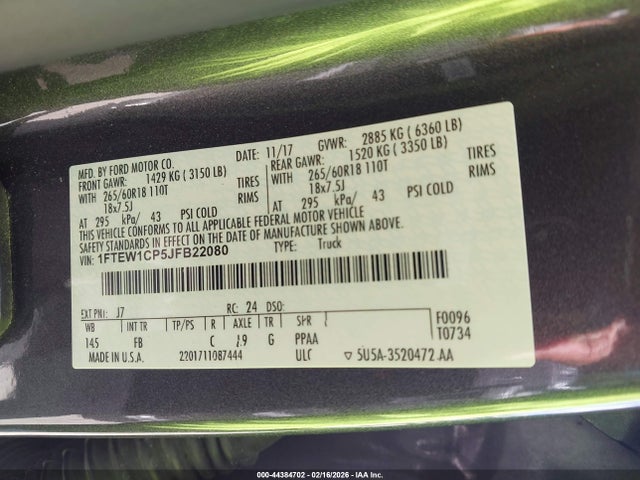 MFD. BY FORD MOTOR CO.
DATE: 11/17 GVWR: 2885 KG ( 6360 LB)
FRONT GAWR: 1429 KG ( 3150 LB)
REAR GAWR: 1520 KG ( 3350 LB)
WITH 265/60R18 110T TIRES
WITH 265/60R18 110T TIRES
18x7.5J RIMS
18x7.5J RIMS
AT 295 kPa/ 43 PSI COLD
AT 295 kPa/ 43 PSI COLD
THIS VEHICLE CONFORMS TO ALL APPLICABLE FEDERAL MOTOR VEHICLE
SAFETY STANDARDS IN EFFECT ON THE DATE OF MANUFACTURE SHOWN ABOVE.
VIN: 1FTEW1CP5JFB22080 TYPE: Truck
EXT PNT: J7 RC: 24 DSO: F0096
WB INT TR TP/PS R AXLE TR SPR T0734
145 FB C G PPAA
MADE IN U.S.A. 2201711087444 ULC 5U5A-3520472 AA
000-44384702 - 02/16/2026 - IAA Inc.